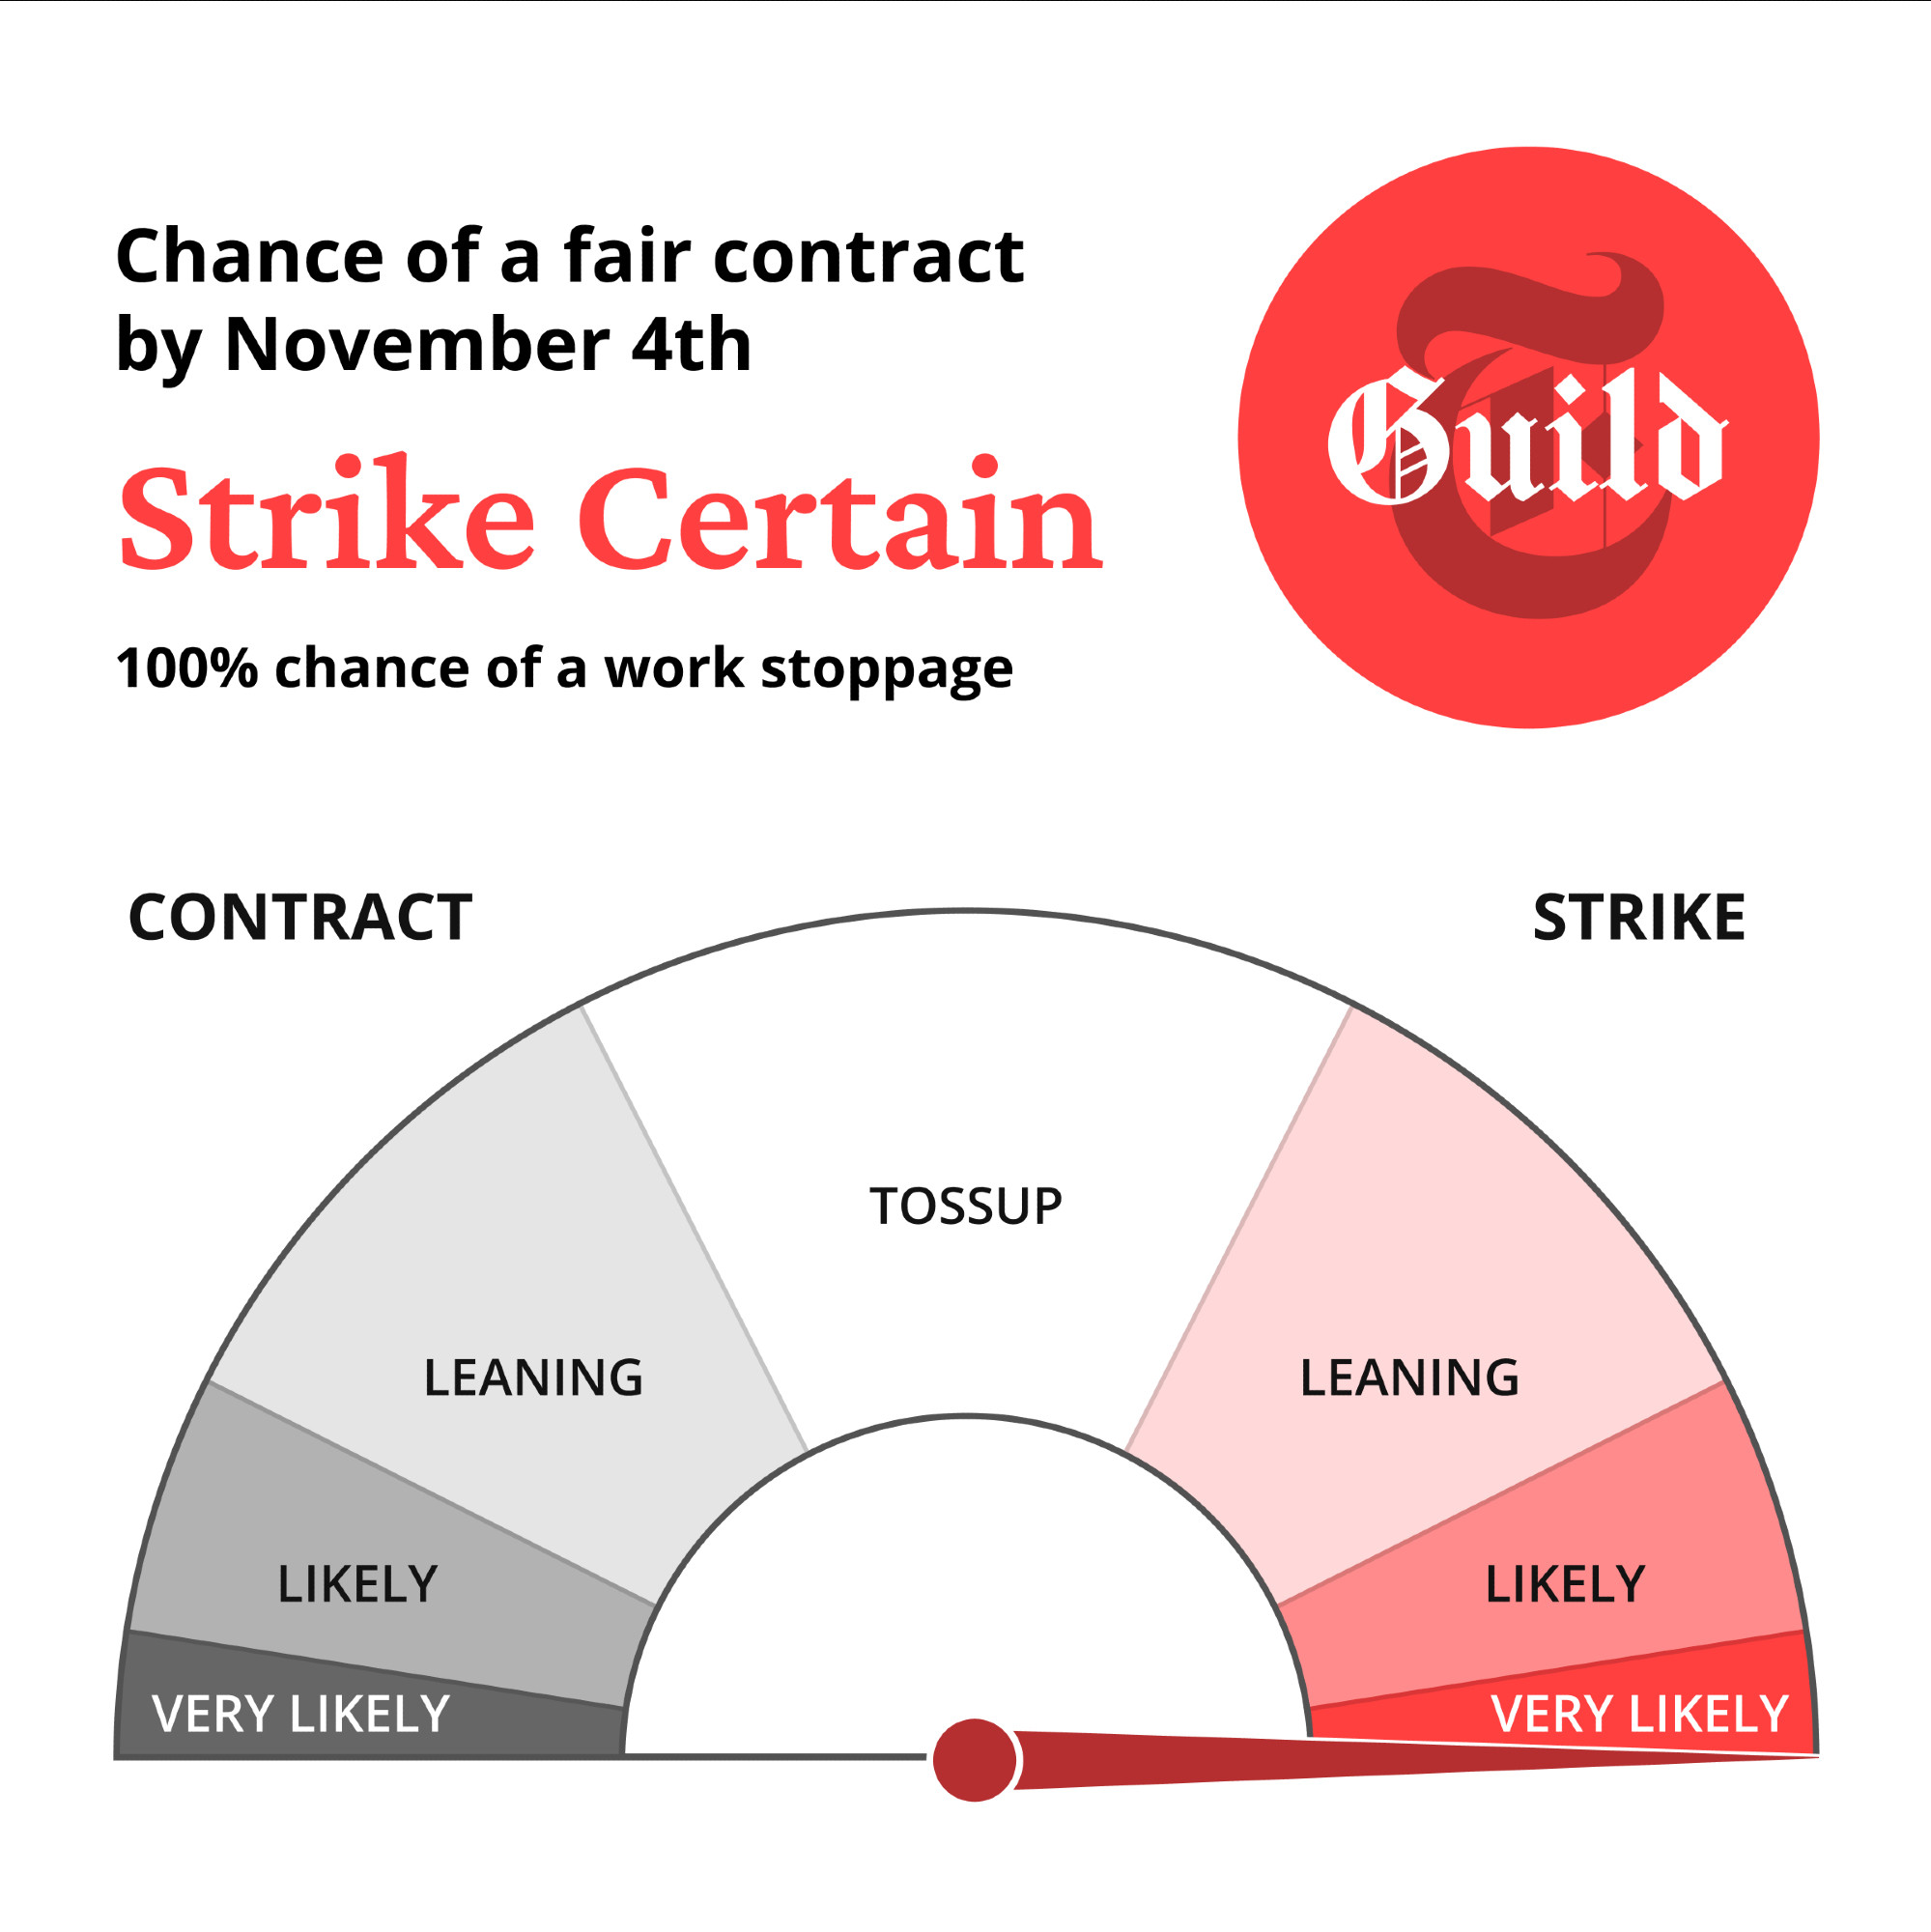 Chance of a fair contract
by November 4th
Strike Certain
100% chance of a work stoppage
T
Guild
CONTRACT
STRIKE
TOSSUP
LEANING
LEANING
LIKELY
LIKELY
VERY LIKELY
VERY LIKELY